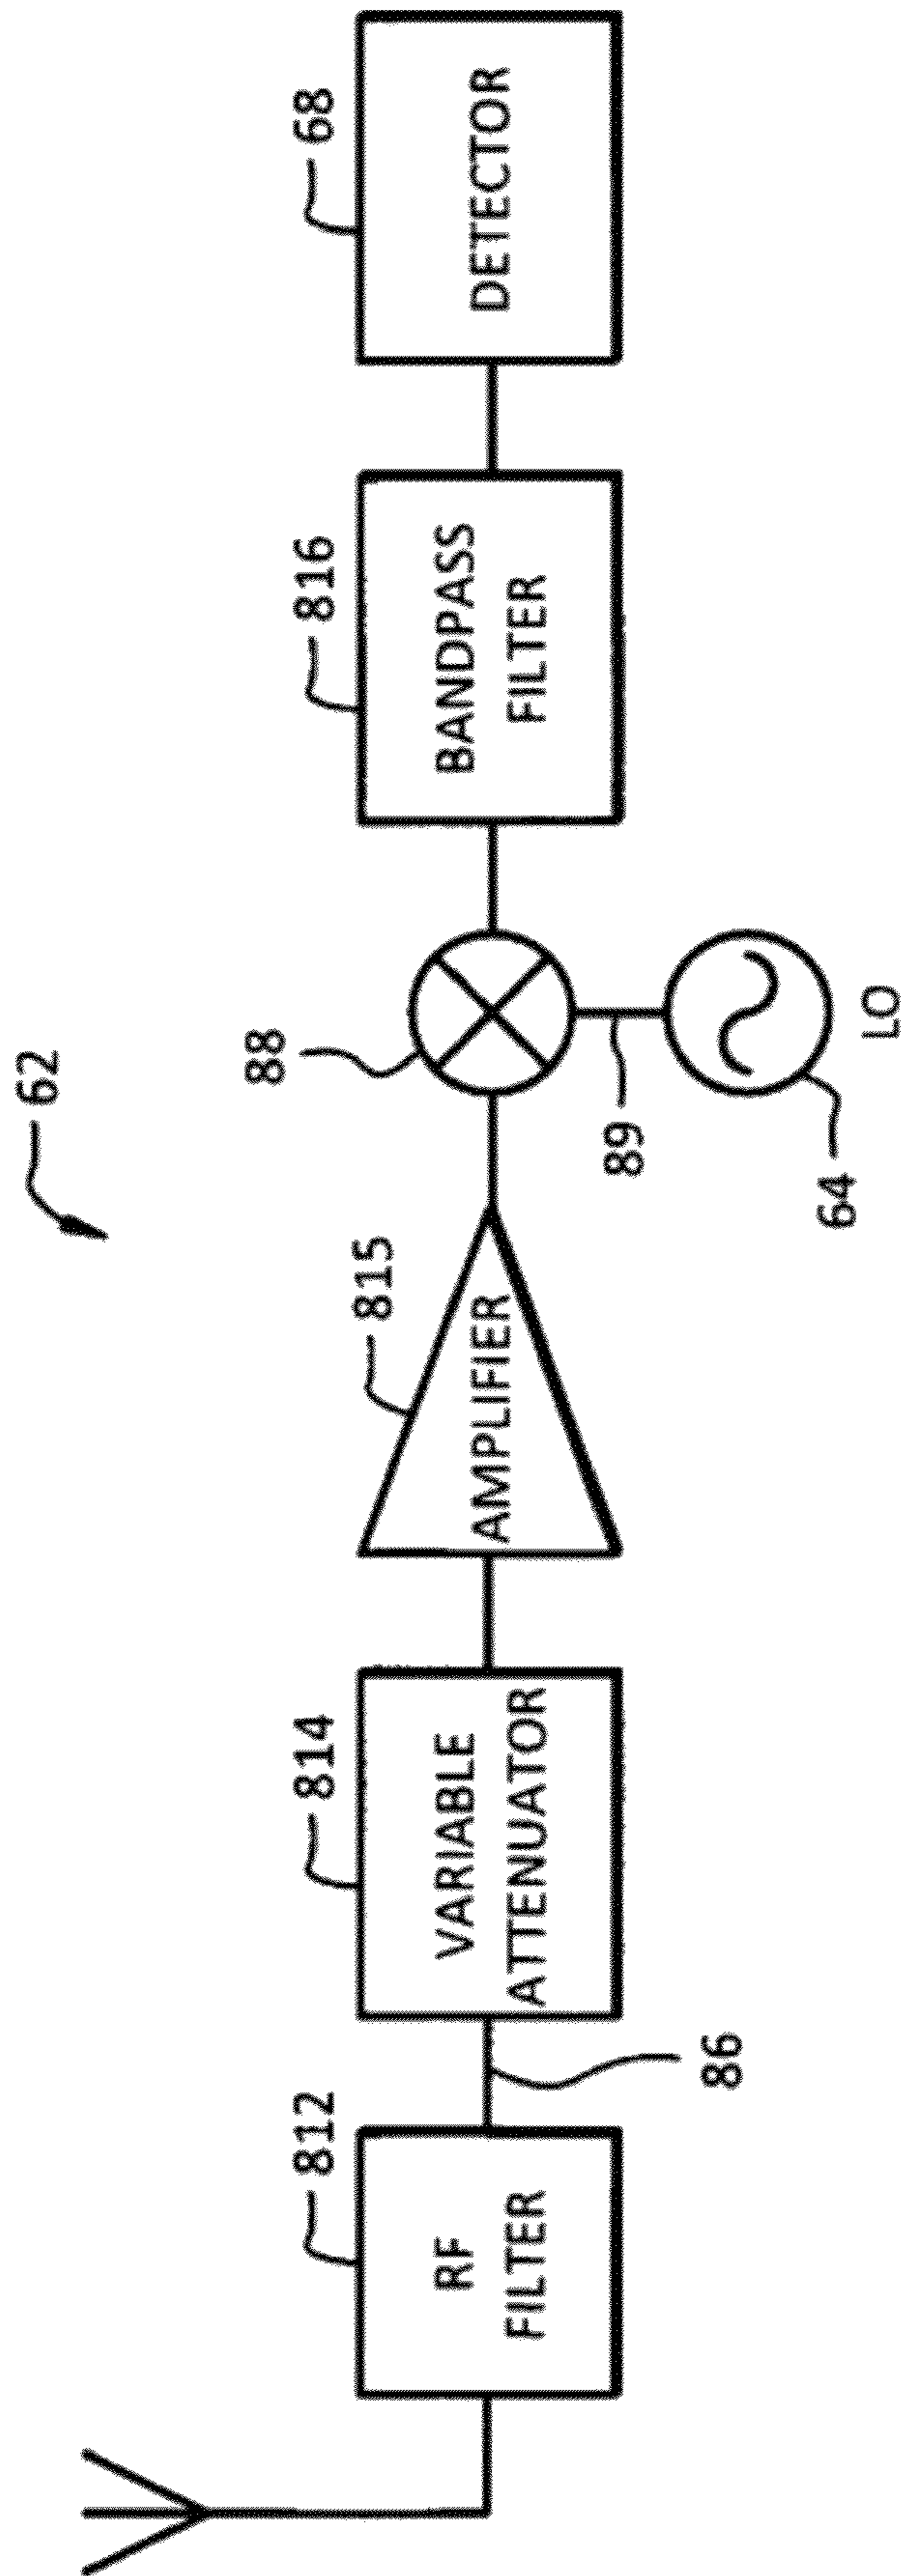 62
812
RF
FILTER
86
814
VARIABLE
ATTENUATOR
815
AMPLIFIER
88
89
64
LO
816
BANDPASS
FILTER
68
DETECTOR